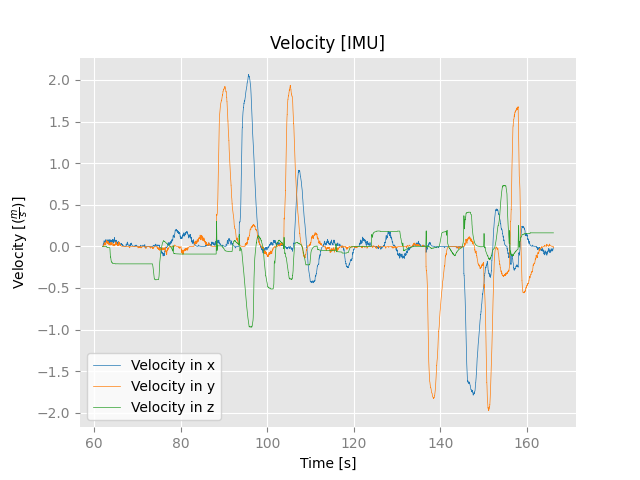 Velocity [IMU]
2.0
1.5
1.0
0.5
0.0
−0.5
−1.0
−1.5
−2.0
Velocity [(m/s)]
Velocity in x
Velocity in y
Velocity in z
60 80 100 120 140 160
Time [s]